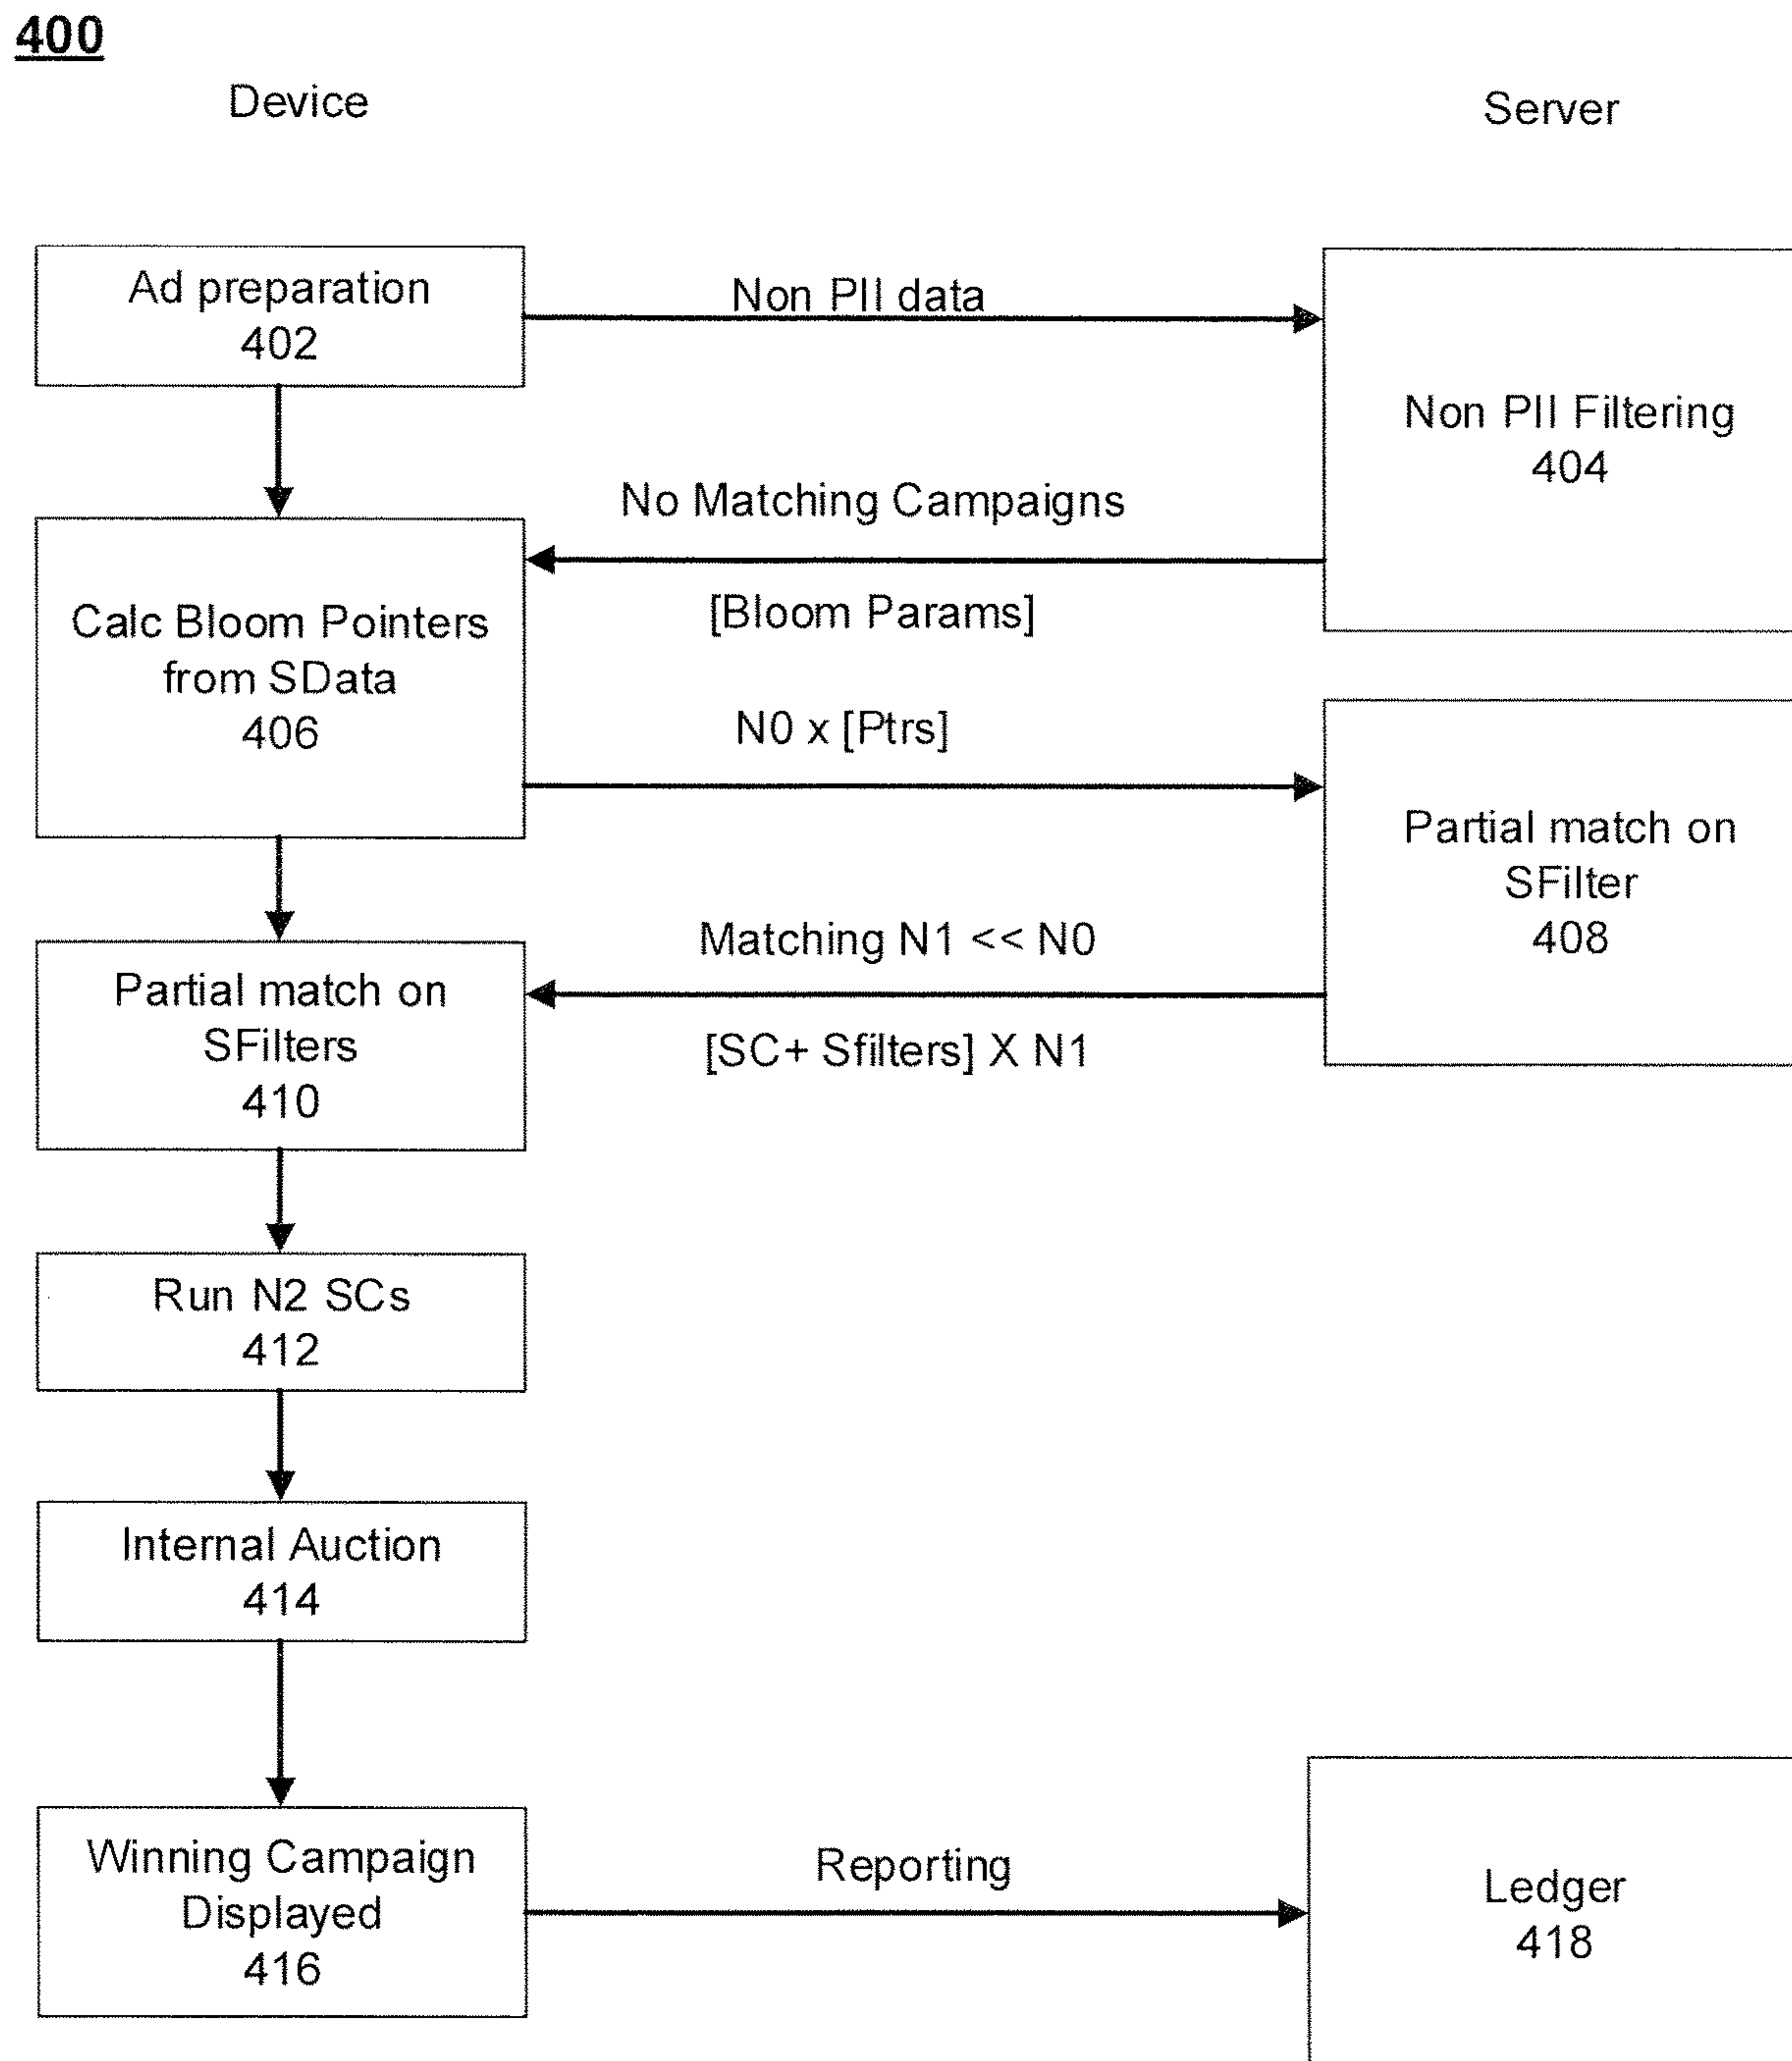 400
Device
Server
Ad preparation
402
Non PII data
Non PII Filtering
404
No Matching Campaigns
[Bloom Params]
Calc Bloom Pointers
from SData
406
N0 x [Ptrs]
Partial match on
SFilter
408
Matching N1 << N0
[SC+ Sfilters] X N1
Partial match on
SFilters
410
Run N2 SCs
412
Internal Auction
414
Winning Campaign
Displayed
416
Reporting
Ledger
418